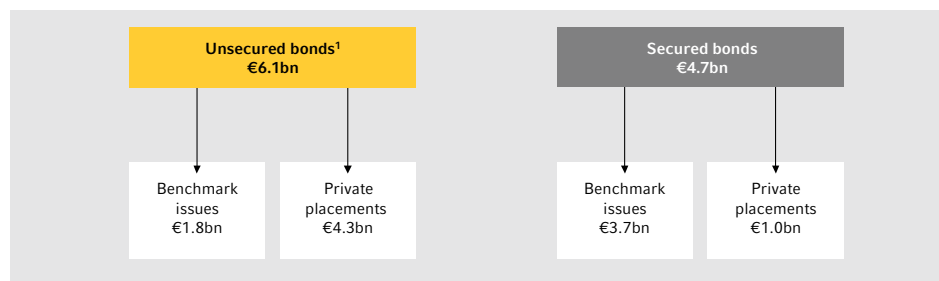 Unsecured bonds¹
€6.1bn
Benchmark
issues
€1.8bn
Private
placements
€4.3bn
Secured bonds
€4.7bn
Benchmark
issues
€3.7bn
Private
placements
€1.0bn